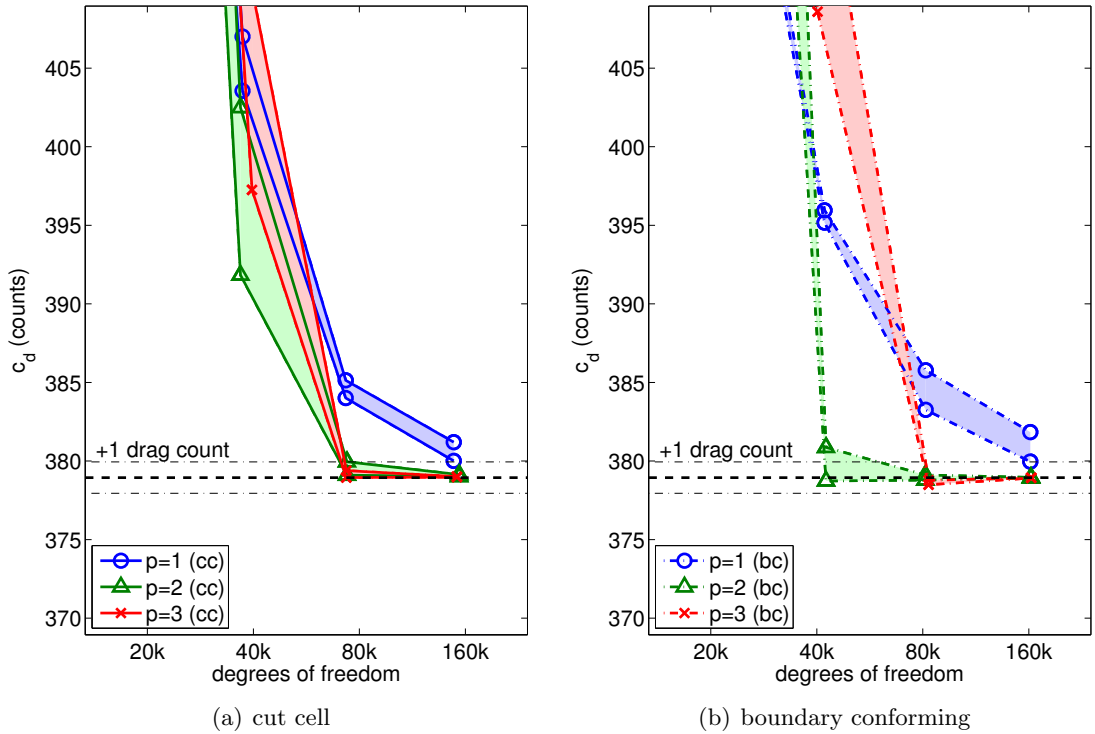 405
400
395
390
385
380
375
370
c_d (counts)
+1 drag count
p=1 (cc)
p=2 (cc)
p=3 (cc)
20k 40k 80k 160k
degrees of freedom
(a) cut cell
405
400
395
390
385
380
375
370
c_d (counts)
+1 drag count
p=1 (bc)
p=2 (bc)
p=3 (bc)
20k 40k 80k 160k
degrees of freedom
(b) boundary conforming